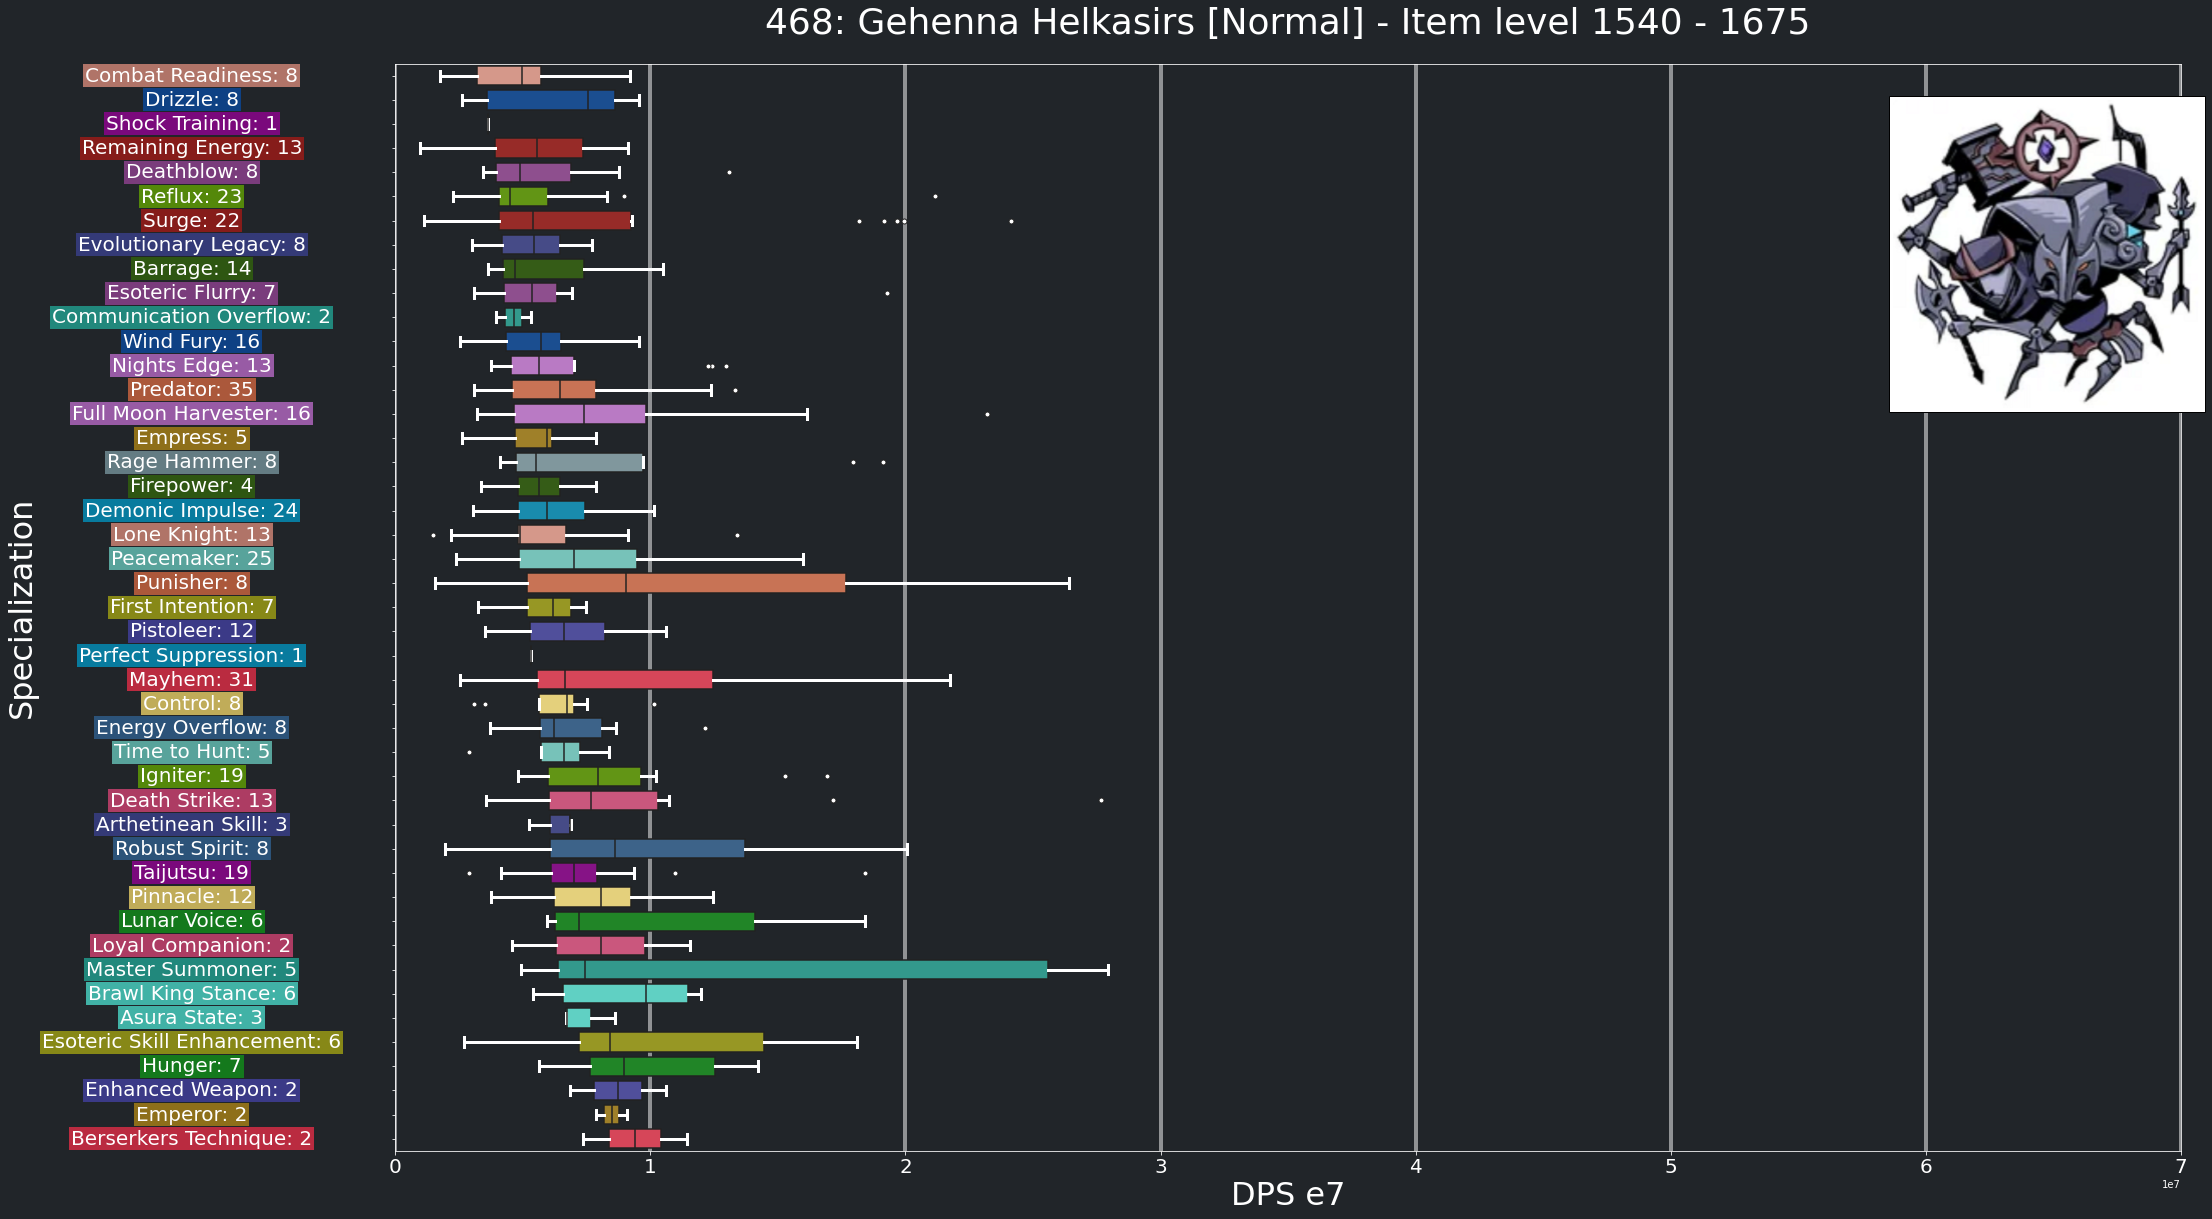 468: Gehenna Helkasirs [Normal] - Item level 1540 - 1675
Specialization
Combat Readiness: 8
Drizzle: 8
Shock Training: 1
Remaining Energy: 13
Deathblow: 8
Reflux: 23
Surge: 22
Evolutionary Legacy: 8
Barrage: 14
Esoteric Flurry: 7
Communication Overflow: 2
Wind Fury: 16
Nights Edge: 13
Predator: 35
Full Moon Harvester: 16
Empress: 5
Rage Hammer: 8
Firepower: 4
Demonic Impulse: 24
Lone Knight: 13
Peacemaker: 25
Punisher: 8
First Intention: 7
Pistoleer: 12
Perfect Suppression: 1
Mayhem: 31
Control: 8
Energy Overflow: 8
Time to Hunt: 5
Igniter: 19
Death Strike: 13
Arthetinean Skill: 3
Robust Spirit: 8
Taijutsu: 19
Pinnacle: 12
Lunar Voice: 6
Loyal Companion: 2
Master Summoner: 5
Brawl King Stance: 6
Asura State: 3
Esoteric Skill Enhancement: 6
Hunger: 7
Enhanced Weapon: 2
Emperor: 2
Berserkers Technique: 2
0 1 2 3 4 5 6 7
1e7
DPS e7